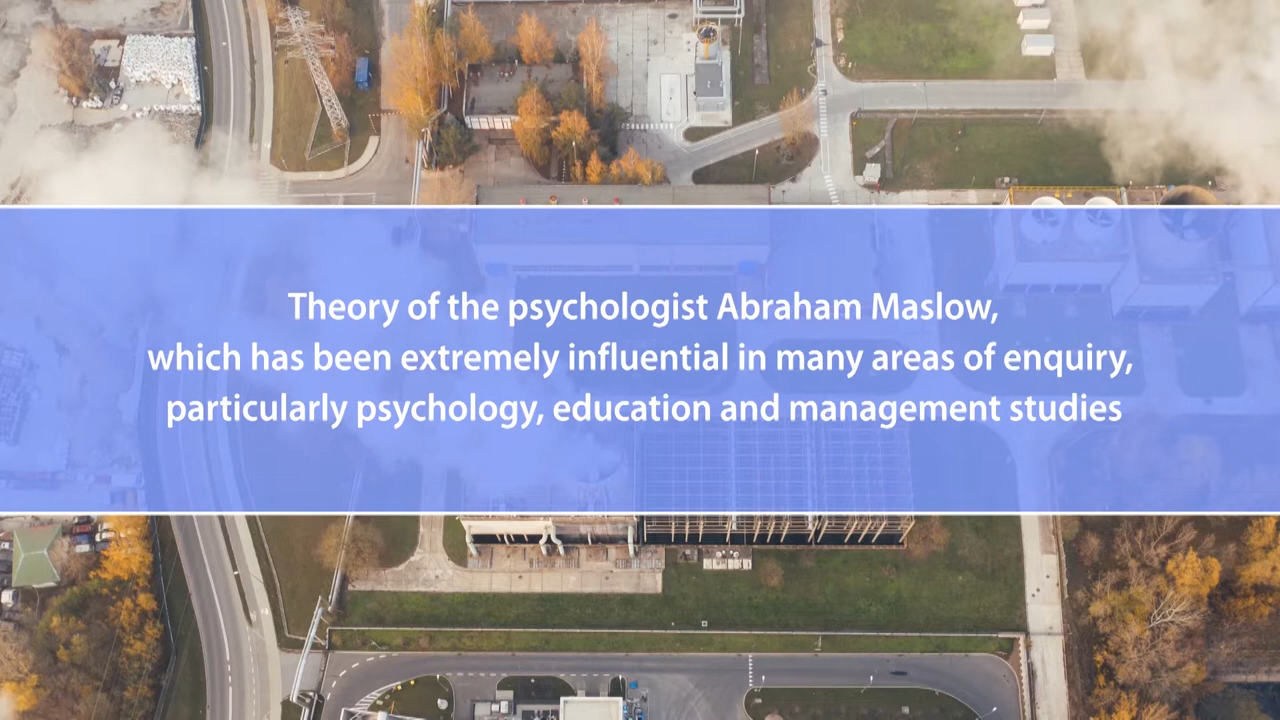 Theory of the psychologist Abraham Maslow,
which has been extremely influential in many areas of enquiry,
particularly psychology, education and management studies